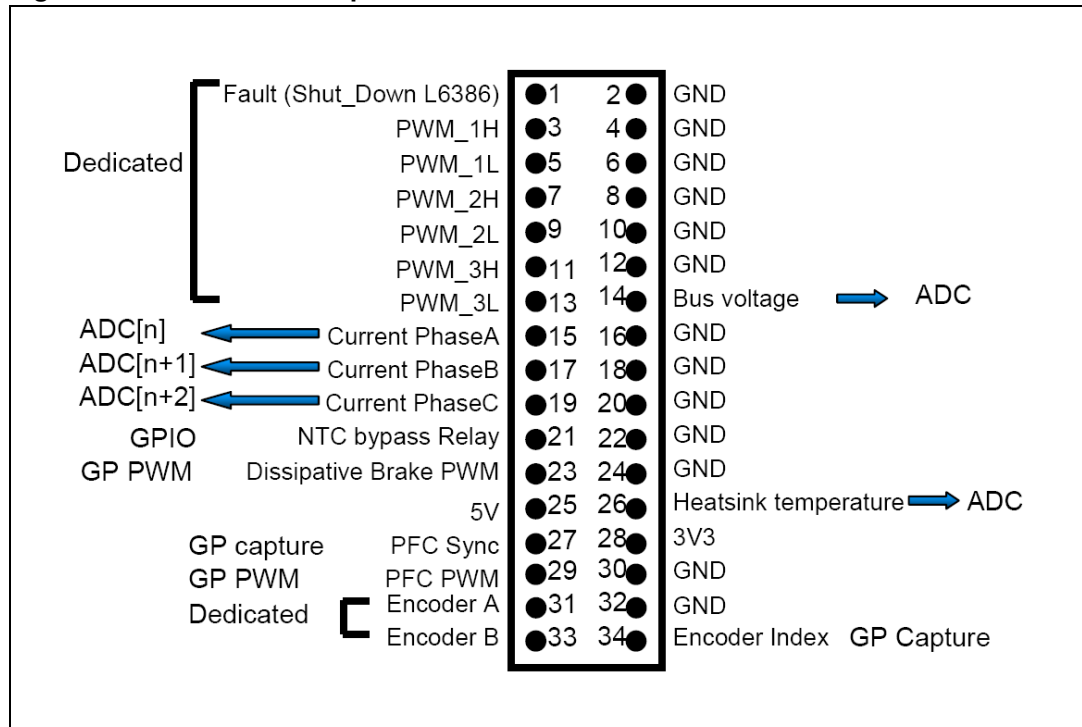 Fault (Shut_Down L6386) 1 2 GND
PWM_1H 3 4 GND
Dedicated PWM_1L 5 6 GND
PWM_2H 7 8 GND
PWM_2L 9 10 GND
PWM_3H 11 12 GND
PWM_3L 13 14 Bus voltage ADC
ADC[n] Current PhaseA 15 16 GND
ADC[n+1] Current PhaseB 17 18 GND
ADC[n+2] Current PhaseC 19 20 GND
GPIO NTC bypass Relay 21 22 GND
GP PWM Dissipative Brake PWM 23 24 GND
5V 25 26 Heatsink temperature ADC
GP capture PFC Sync 27 28 3V3
GP PWM PFC PWM 29 30 GND
Dedicated Encoder A 31 32 GND
Encoder B 33 34 Encoder Index GP Capture